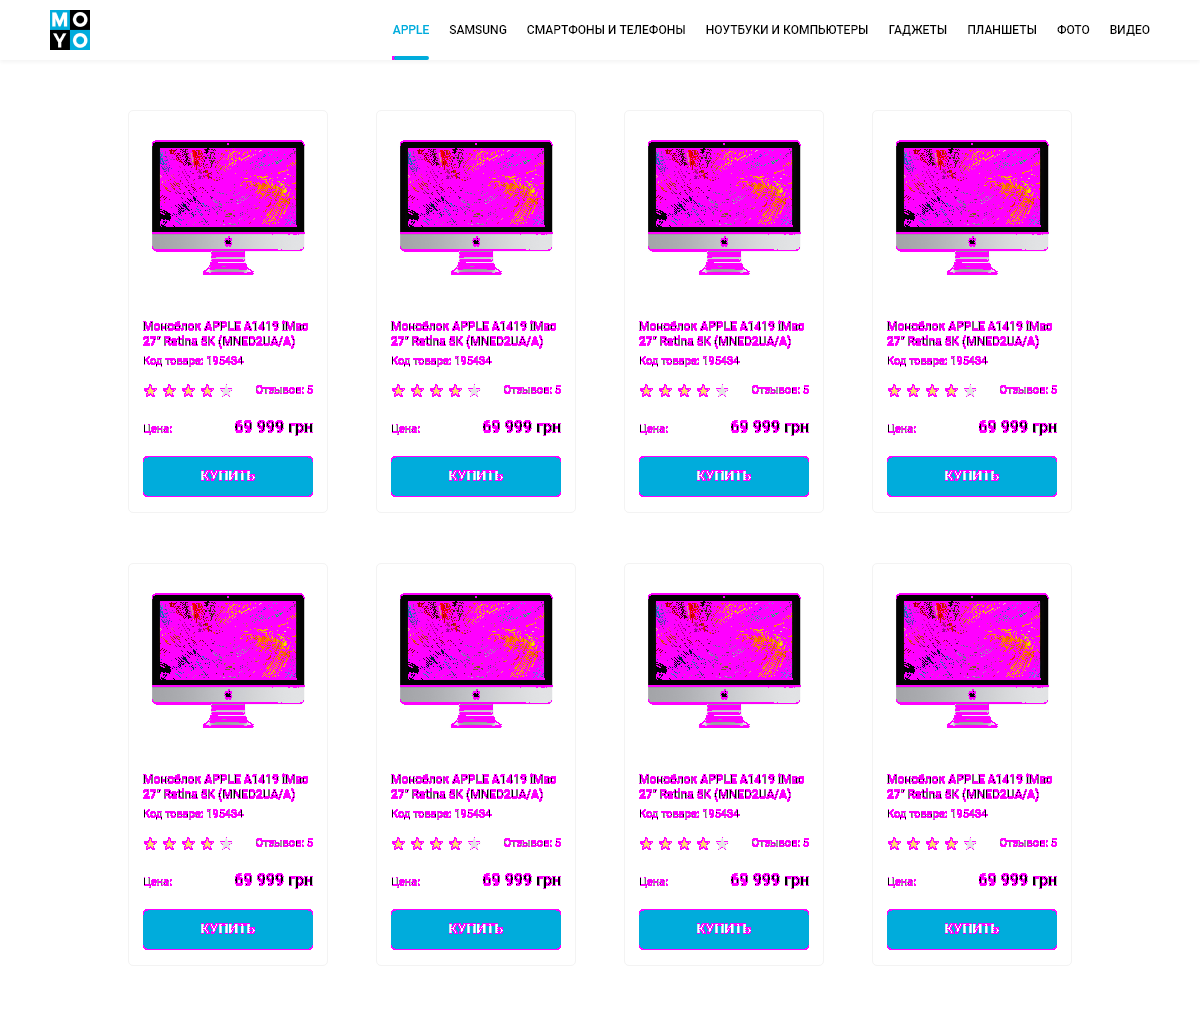 MO
YO
APPLE SAMSUNG СМАРТФОНЫ И ТЕЛЕФОНЫ НОУТБУКИ И КОМПЬЮТЕРЫ ГАДЖЕТЫ ПЛАНШЕТЫ ФОТО ВИДЕО
Моноблок APPLE A1419 iMac
27" Retina 5K (MNED2UA/A)
Код товара: 195434
Отзывов: 5
Цена: 69 999 грн
КУПИТЬ
Моноблок APPLE A1419 iMac
27" Retina 5K (MNED2UA/A)
Код товара: 195434
Отзывов: 5
Цена: 69 999 грн
КУПИТЬ
Моноблок APPLE A1419 iMac
27" Retina 5K (MNED2UA/A)
Код товара: 195434
Отзывов: 5
Цена: 69 999 грн
КУПИТЬ
Моноблок APPLE A1419 iMac
27" Retina 5K (MNED2UA/A)
Код товара: 195434
Отзывов: 5
Цена: 69 999 грн
КУПИТЬ
Моноблок APPLE A1419 iMac
27" Retina 5K (MNED2UA/A)
Код товара: 195434
Отзывов: 5
Цена: 69 999 грн
КУПИТЬ
Моноблок APPLE A1419 iMac
27" Retina 5K (MNED2UA/A)
Код товара: 195434
Отзывов: 5
Цена: 69 999 грн
КУПИТЬ
Моноблок APPLE A1419 iMac
27" Retina 5K (MNED2UA/A)
Код товара: 195434
Отзывов: 5
Цена: 69 999 грн
КУПИТЬ
Моноблок APPLE A1419 iMac
27" Retina 5K (MNED2UA/A)
Код товара: 195434
Отзывов: 5
Цена: 69 999 грн
КУПИТЬ